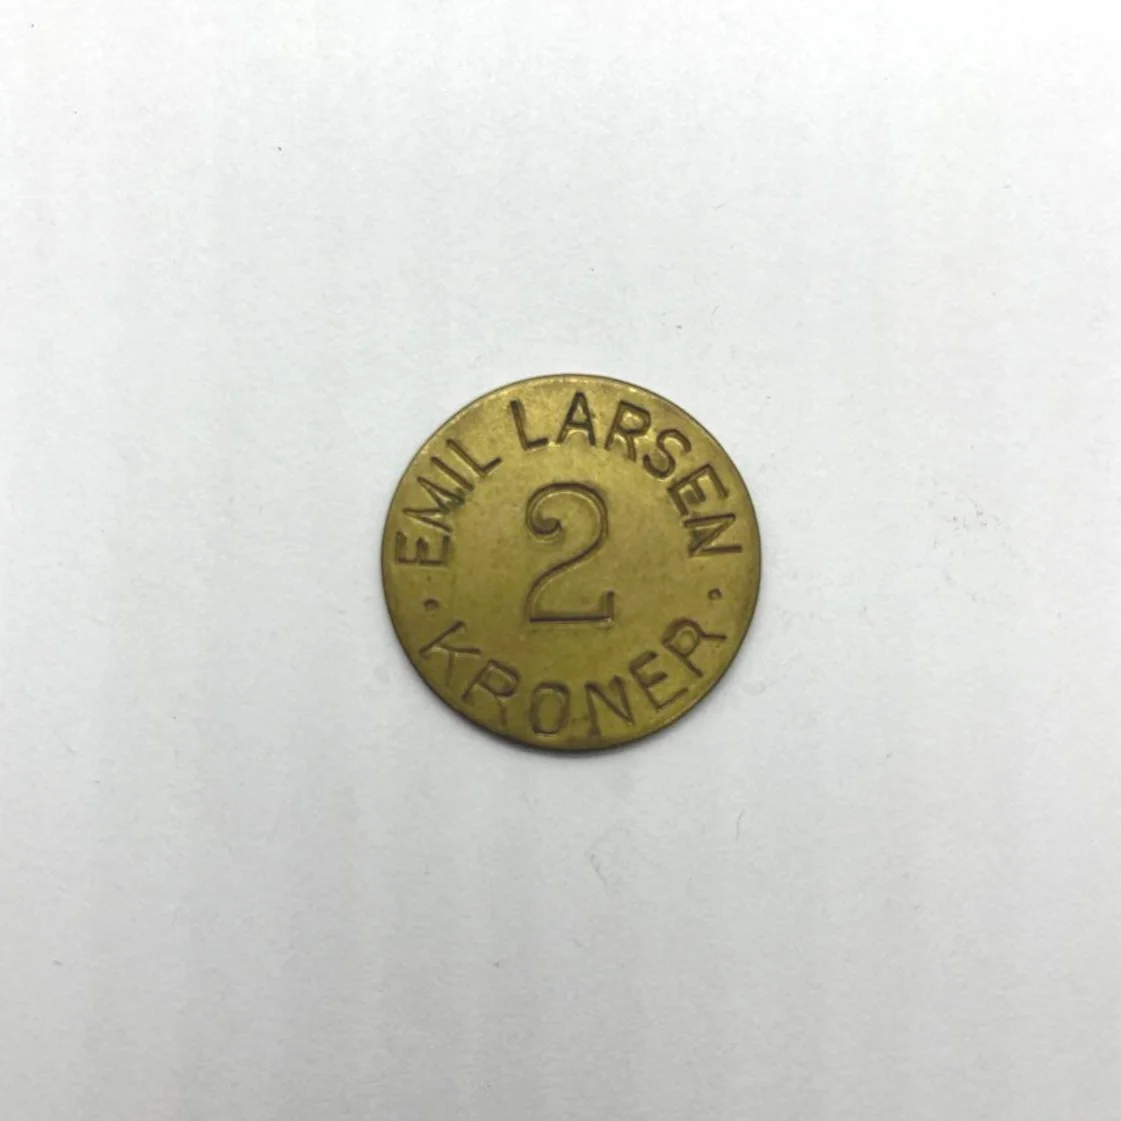 EMIL LARSEN
2
· KRONER ·